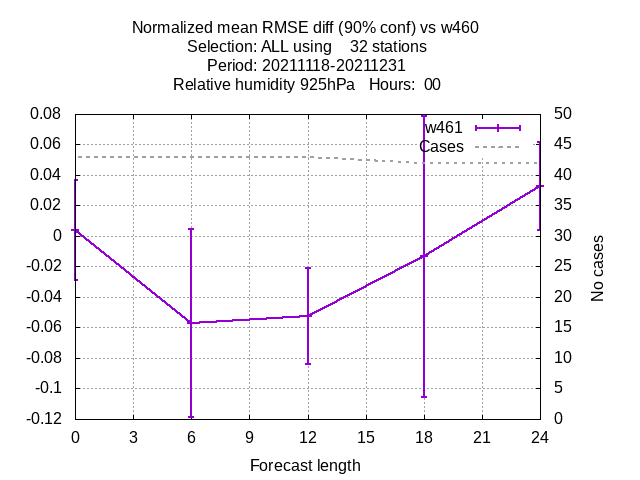 Normalized mean RMSE diff (90% conf) vs w460
Selection: ALL using    32 stations
Period: 20211118-20211231
Relative humidity 925hPa   Hours:  00
0.08
0.06
0.04
0.02
0
-0.02
-0.04
-0.06
-0.08
-0.1
-0.12
w461
Cases
50
45
40
35
30
25
20
15
10
5
0
No cases
0 3 6 9 12 15 18 21 24
Forecast length